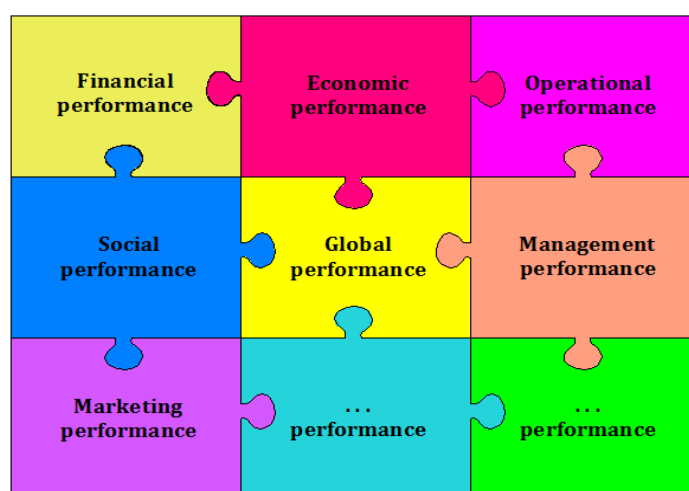 Financial
performance
Economic
performance
Operational
performance
Social
performance
Global
performance
Management
performance
Marketing
performance
. . .
performance
. . .
performance